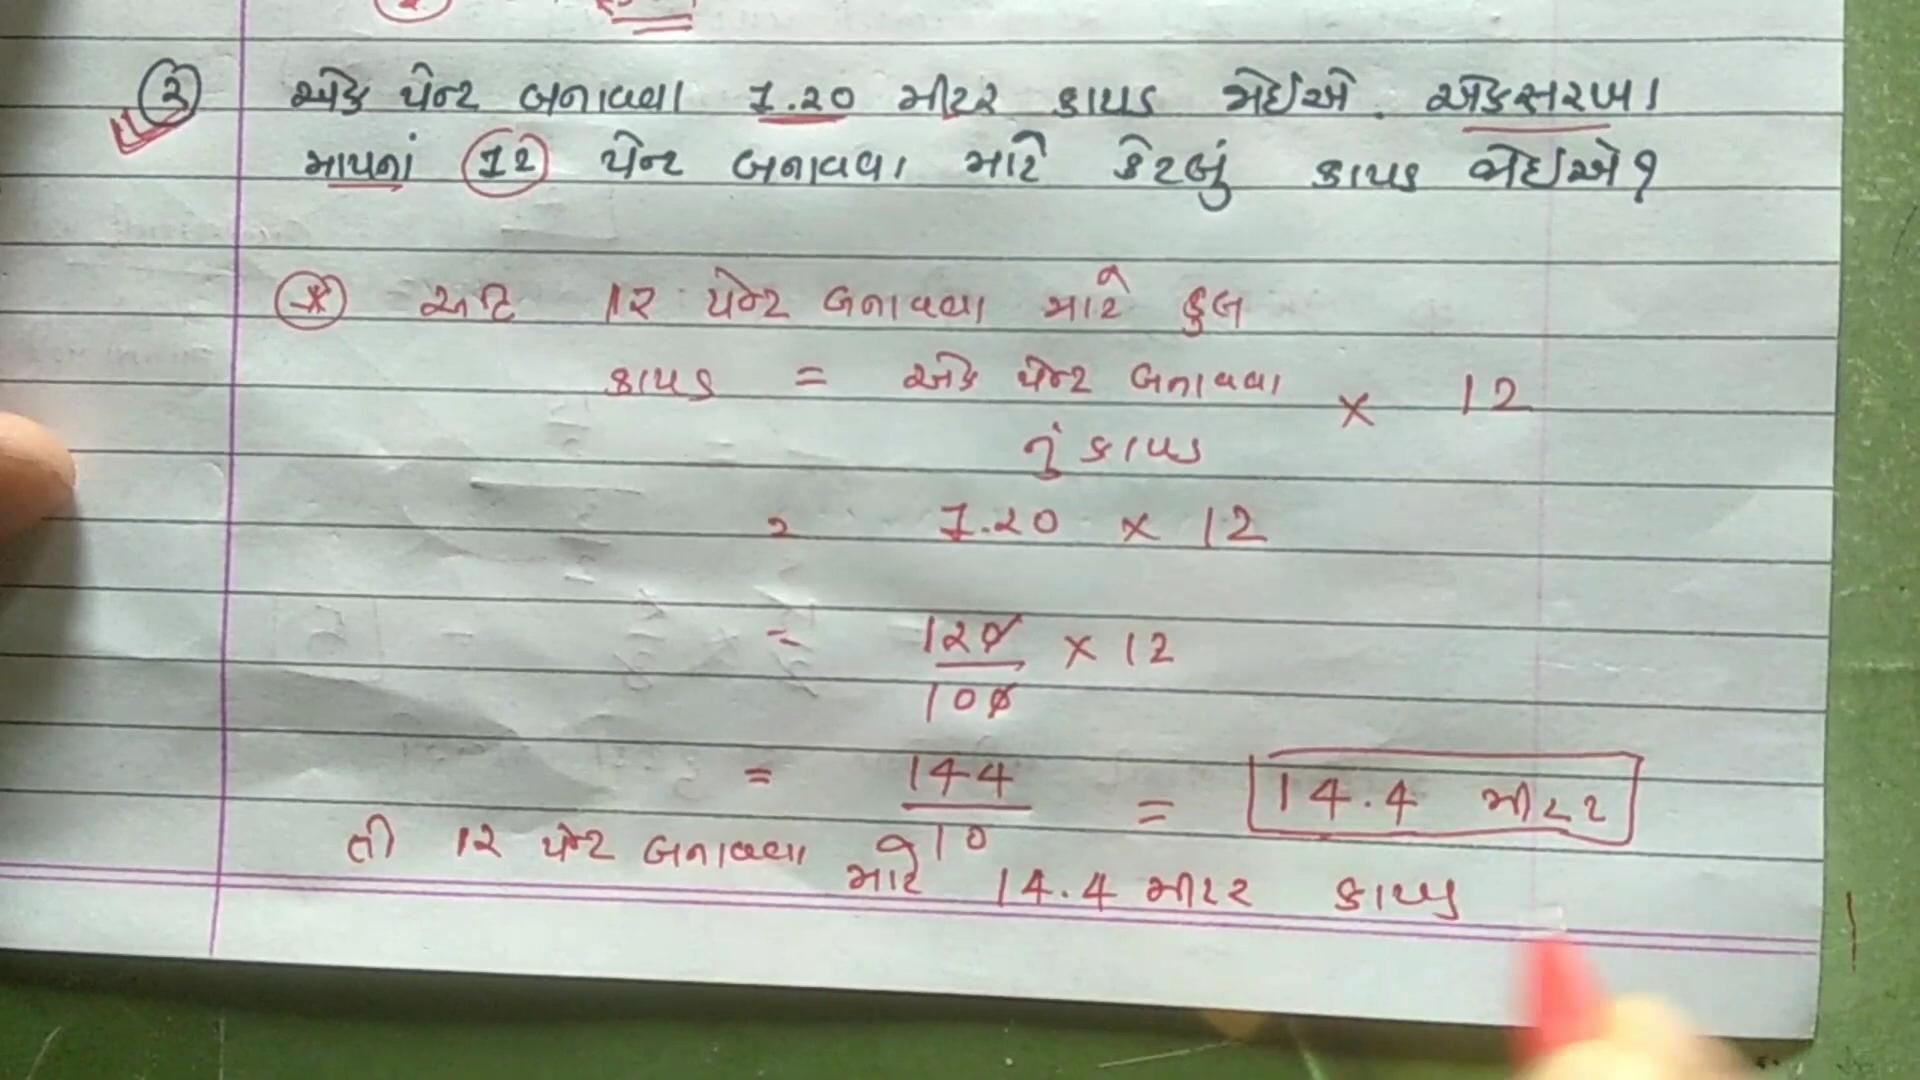 ૨ એક પેન્ટ બનાવવા 1.20 મીટર કાપડ જોઈએ. એકસરખા
માપનાં 12 પેન્ટ બનાવવા માટે કેટલું કાપડ જોઈએ?
* અહિ 12 પેન્ટ બનાવવા માટે કુલ
કાપડ = એક પેન્ટ બનાવવા × 12
નું કાપડ
= 1.20 × 12
= 120/100 × 12
= 144/10 = 14.4 મીટર
તો 12 પેન્ટ બનાવવા માટે 14.4 મીટર કાપડ